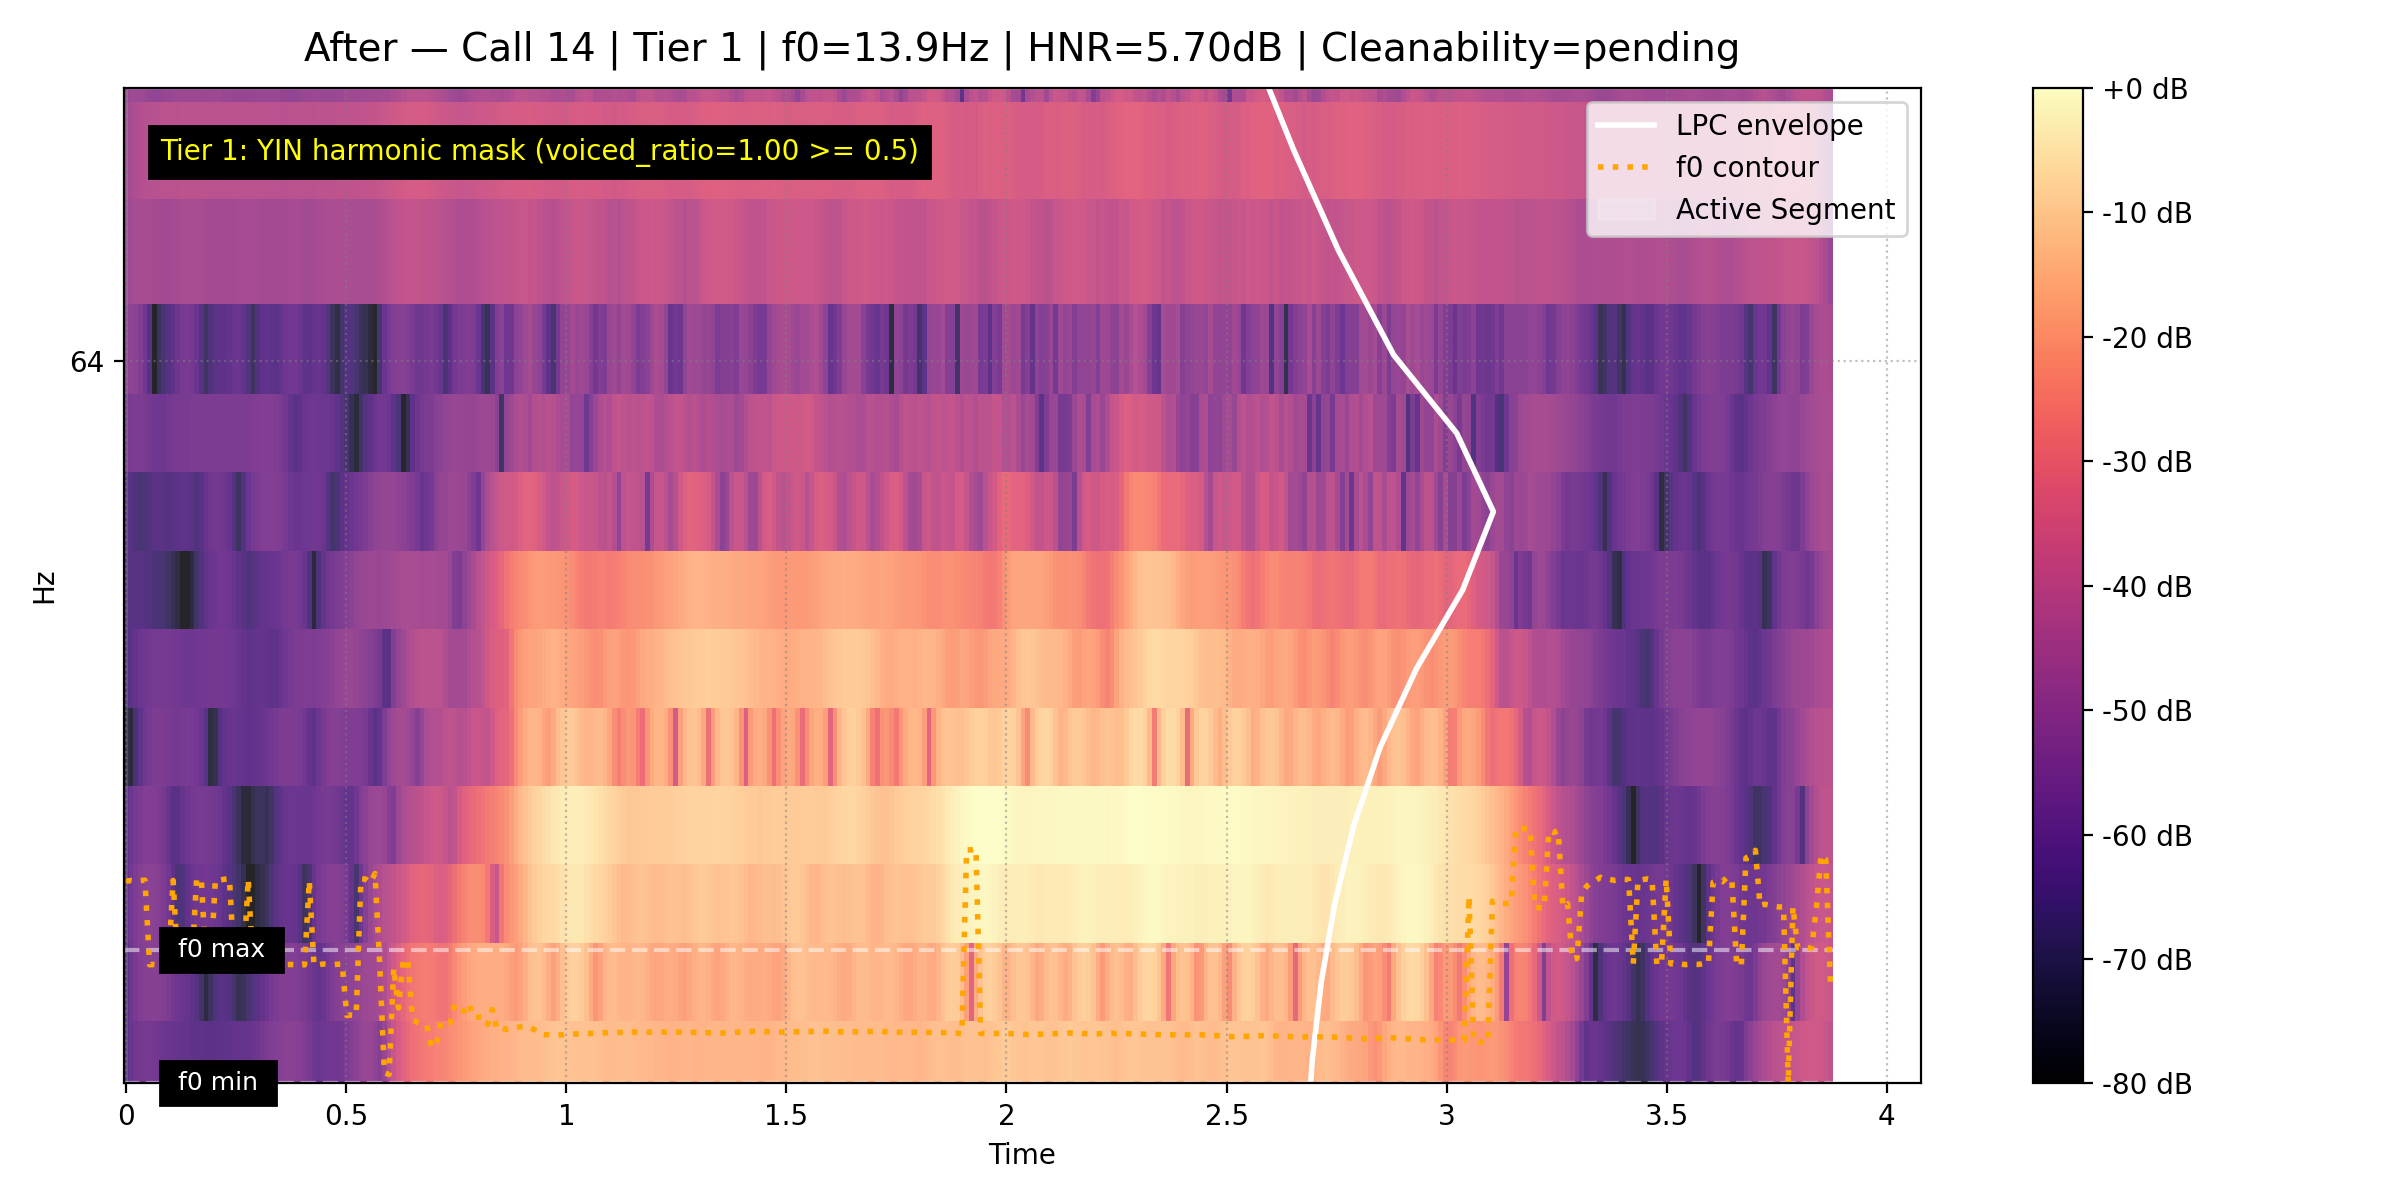 After — Call 14 | Tier 1 | f0=13.9Hz | HNR=5.70dB | Cleanability=pending
Tier 1: YIN harmonic mask (voiced_ratio=1.00 >= 0.5)
LPC envelope
f0 contour
Active Segment
64
Hz
f0 max
f0 min
0 0.5 1 1.5 2 2.5 3 3.5 4
Time
+0 dB
-10 dB
-20 dB
-30 dB
-40 dB
-50 dB
-60 dB
-70 dB
-80 dB